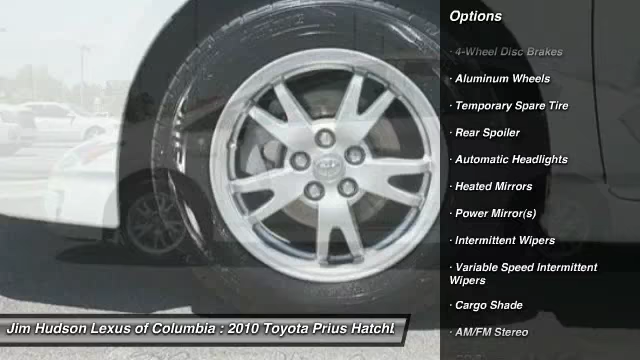 Options
· 4-Wheel Disc Brakes
· Aluminum Wheels
· Temporary Spare Tire
· Rear Spoiler
· Automatic Headlights
· Heated Mirrors
· Power Mirror(s)
· Intermittent Wipers
· Variable Speed Intermittent
Wipers
· Cargo Shade
· AM/FM Stereo
Jim Hudson Lexus of Columbia : 2010 Toyota Prius Hatchl